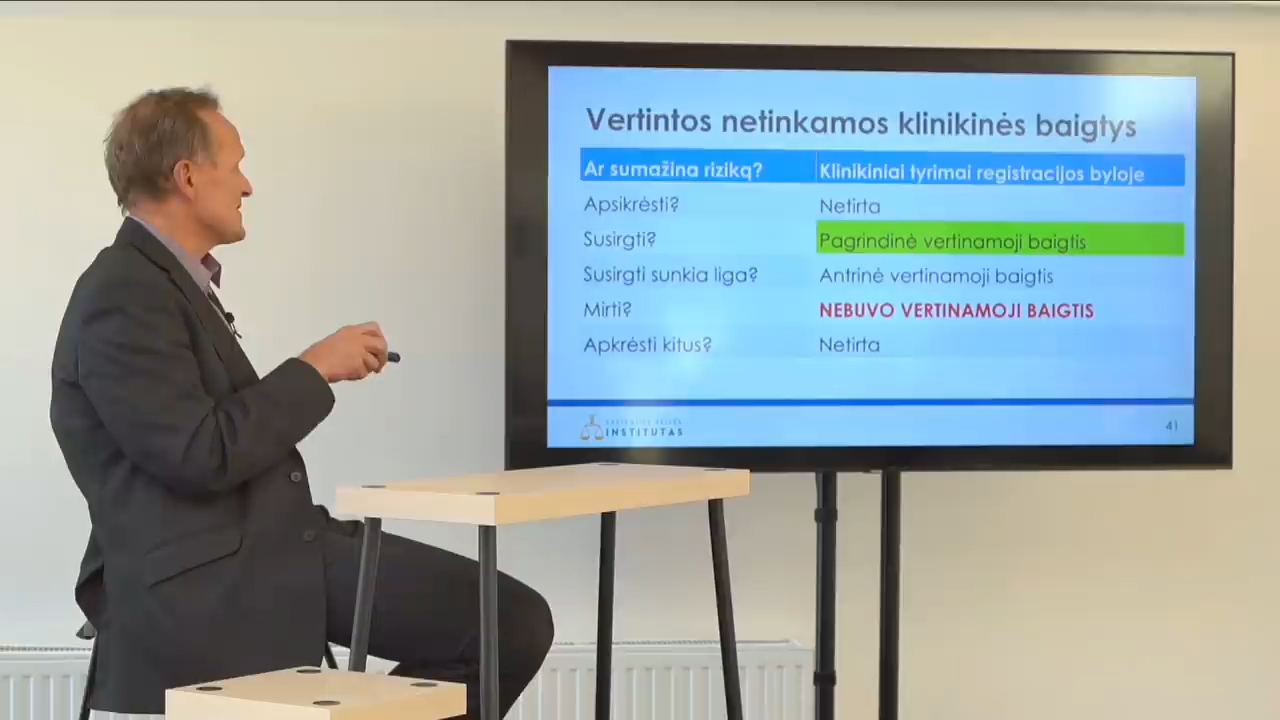 Vertintos netinkamos klinikinės baigtys
Ar sumažina riziką? Klinikiniai tyrimai registracijos byloje
Apsikrėsti? Netirta
Susirgti? Pagrindinė vertinamoji baigtis
Susirgti sunkia liga? Antrinė vertinamoji baigtis
Mirti? NEBUVO VERTINAMOJI BAIGTIS
Apkrėsti kitus? Netirta
INSTITUTAS
41